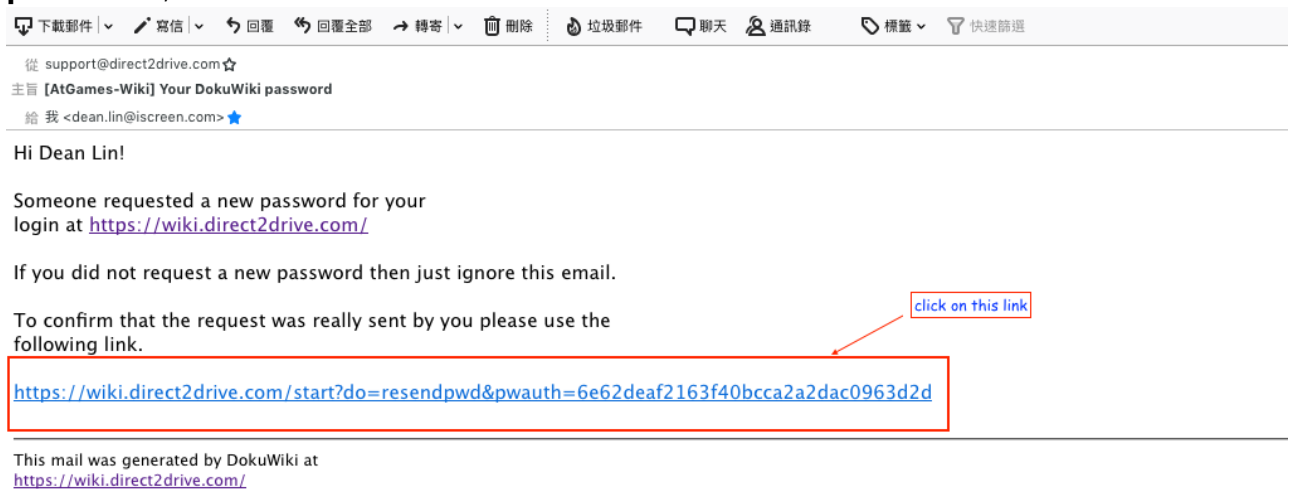 下載郵件 寫信 回覆 回覆全部 轉寄 刪除 垃圾郵件 聊天 通訊錄 標籤 快速篩選
從 support@direct2drive.com
主旨 [AtGames-Wiki] Your DokuWiki password
給 我 <dean.lin@iscreen.com>
Hi Dean Lin!
Someone requested a new password for your
login at https://wiki.direct2drive.com/
If you did not request a new password then just ignore this email.
click on this link
To confirm that the request was really sent by you please use the
following link.
https://wiki.direct2drive.com/start?do=resendpwd&pwauth=6e62deaf2163f40bcca2a2dac0963d2d
This mail was generated by DokuWiki at
https://wiki.direct2drive.com/